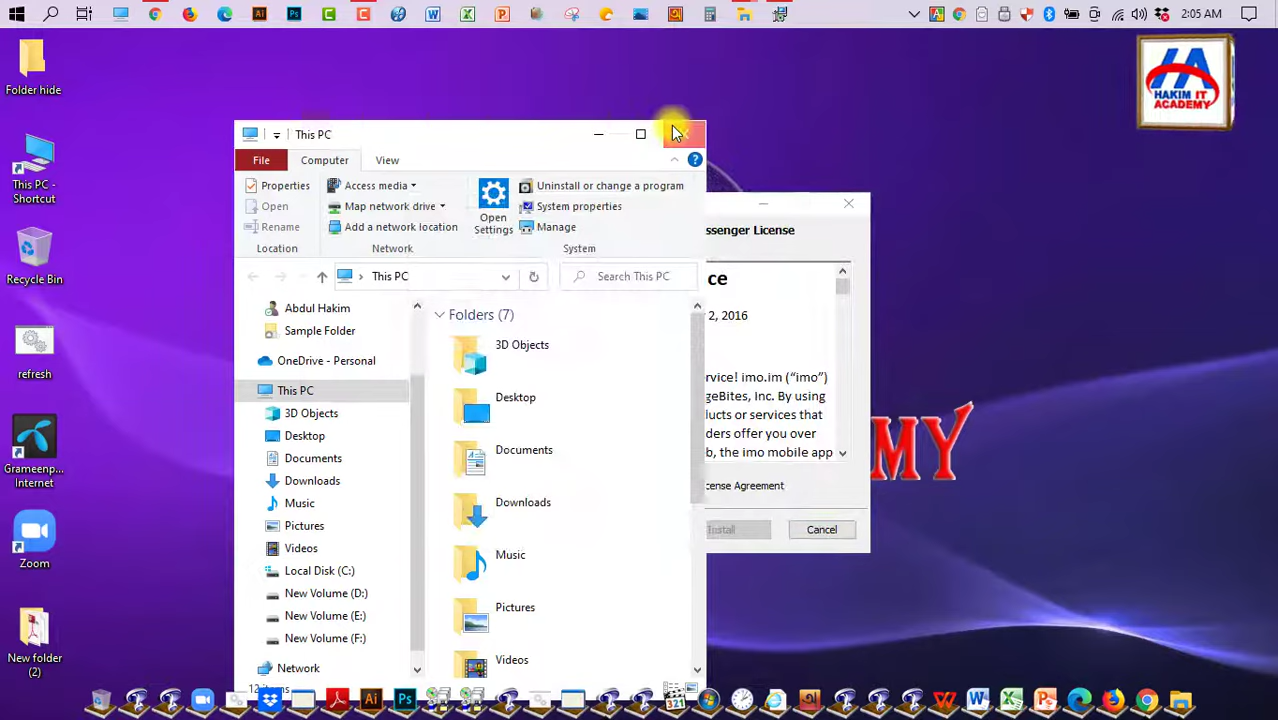 2:05 AM
Folder hide
This PC -
Shortcut
Recycle Bin
refresh
Grameenp...
Internet
Zoom
New folder
(2)
HAKIM IT
ACADEMY
This PC
File
Computer
View
Properties
Open
Rename
Location
Access media
Map network drive
Add a network location
Network
Open
Settings
Uninstall or change a program
System properties
Manage
System
This PC
Search This PC
Abdul Hakim
Sample Folder
OneDrive - Personal
This PC
3D Objects
Desktop
Documents
Downloads
Music
Pictures
Videos
Local Disk (C:)
New Volume (D:)
New Volume (E:)
New Volume (F:)
Network
12 items
Folders (7)
3D Objects
Desktop
Documents
Downloads
Music
Pictures
Videos
ssenger License
ce
2, 2016
rvice! imo.im (“imo”)
geBites, Inc. By using
ducts or services that
ders offer you over
b, the imo mobile app
cense Agreement
Install
Cancel
EMY